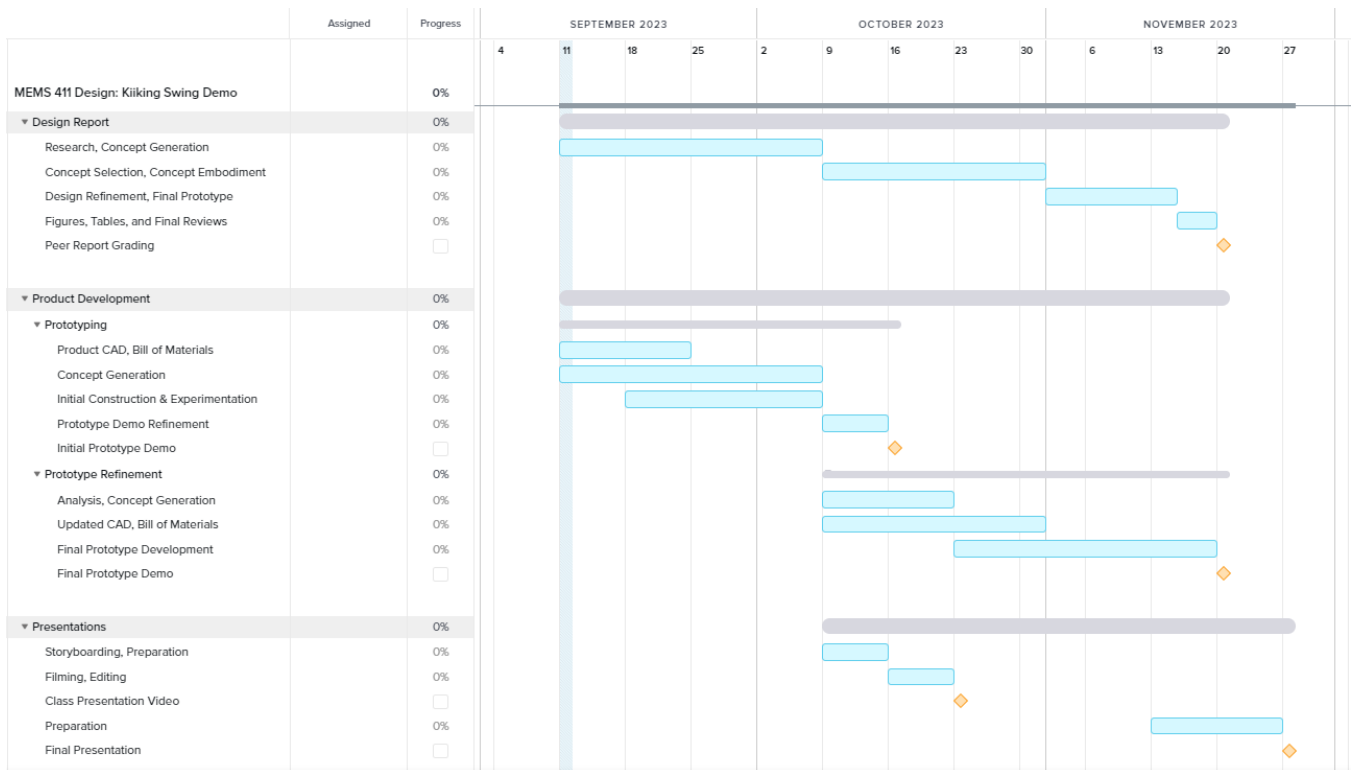 Assigned Progress SEPTEMBER 2023 OCTOBER 2023 NOVEMBER 2023
4 11 18 25 2 9 16 23 30 6 13 20 27
MEMS 411 Design: Kiiking Swing Demo 0%
Design Report 0%
Research, Concept Generation 0%
Concept Selection, Concept Embodiment 0%
Design Refinement, Final Prototype 0%
Figures, Tables, and Final Reviews 0%
Peer Report Grading
Product Development 0%
Prototyping 0%
Product CAD, Bill of Materials 0%
Concept Generation 0%
Initial Construction & Experimentation 0%
Prototype Demo Refinement 0%
Initial Prototype Demo
Prototype Refinement 0%
Analysis, Concept Generation 0%
Updated CAD, Bill of Materials 0%
Final Prototype Development 0%
Final Prototype Demo
Presentations 0%
Storyboarding, Preparation 0%
Filming, Editing 0%
Class Presentation Video
Preparation 0%
Final Presentation